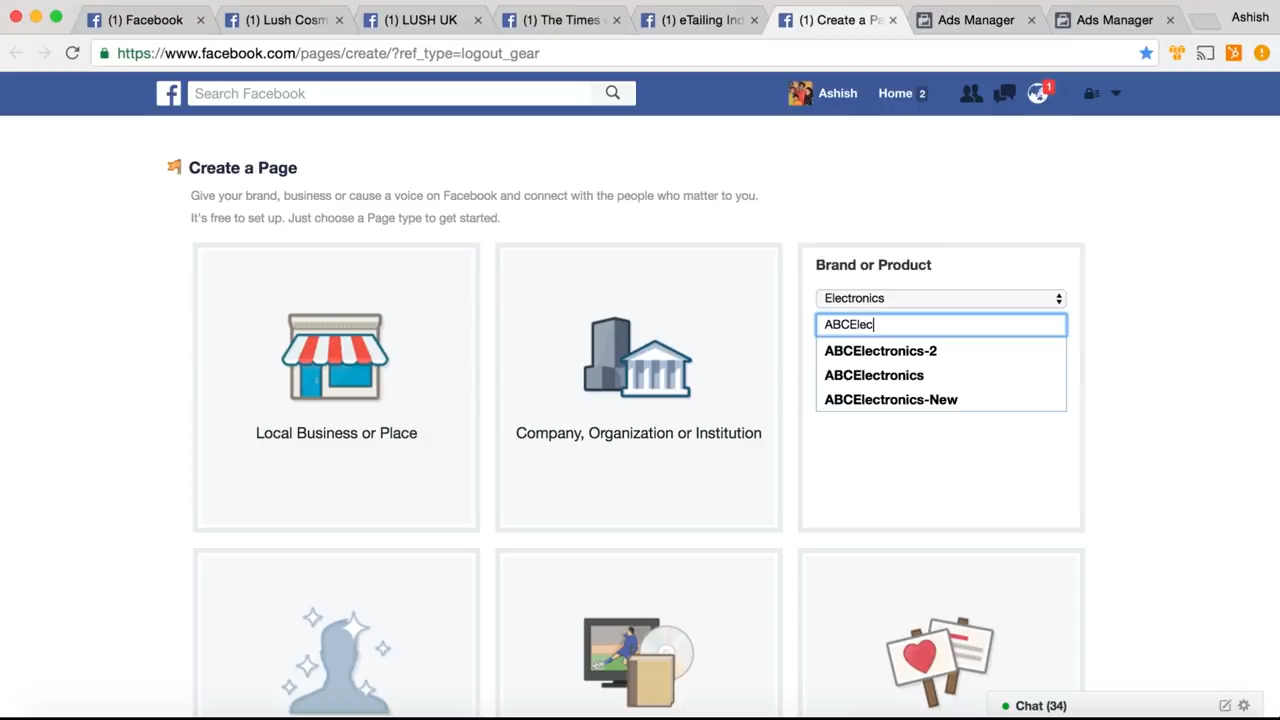 (1) Facebook
(1) Lush Cosm
(1) LUSH UK
(1) The Times
(1) eTailing Ind
(1) Create a Pa
Ads Manager
Ads Manager
Ashish
https://www.facebook.com/pages/create/?ref_type=logout_gear
Search Facebook
Ashish
Home 2
1
Create a Page
Give your brand, business or cause a voice on Facebook and connect with the people who matter to you.
It's free to set up. Just choose a Page type to get started.
Local Business or Place
Company, Organization or Institution
Brand or Product
Electronics
ABCElec
ABCElectronics-2
ABCElectronics
ABCElectronics-New
Chat (34)